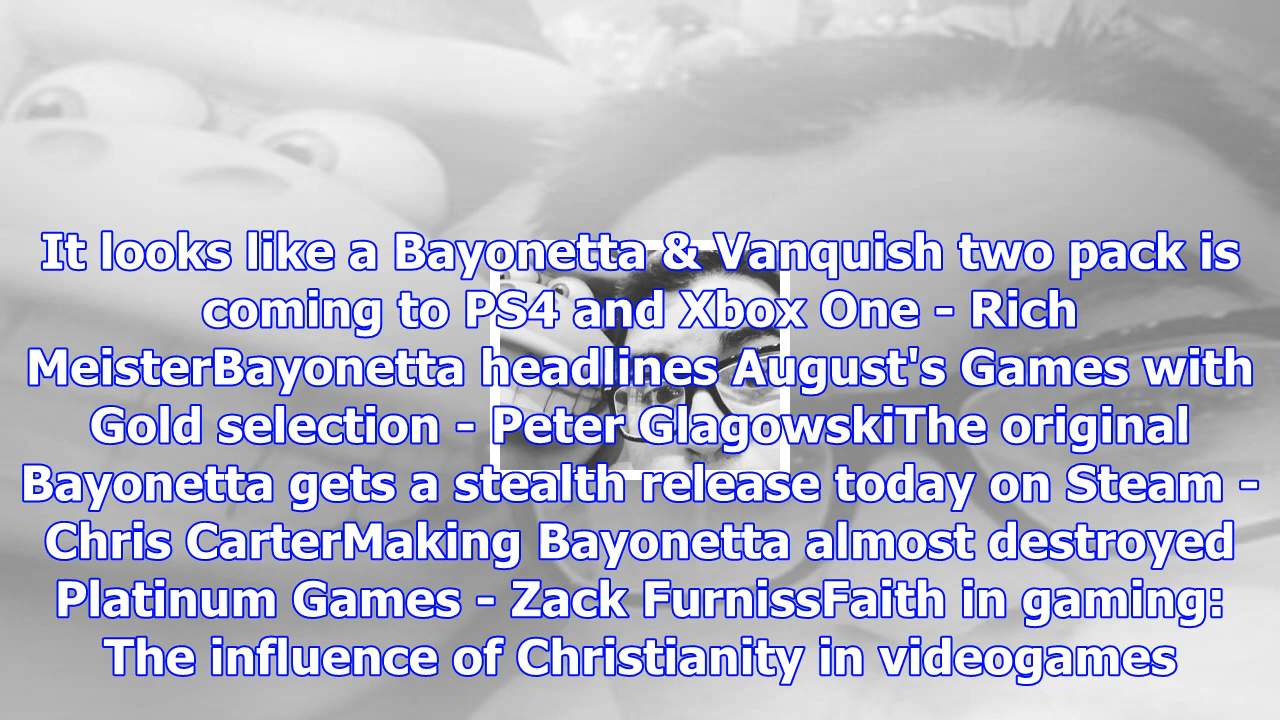 It looks like a Bayonetta & Vanquish two pack is
coming to PS4 and Xbox One - Rich
MeisterBayonetta headlines August's Games with
Gold selection - Peter GlagowskiThe original
Bayonetta gets a stealth release today on Steam -
Chris CarterMaking Bayonetta almost destroyed
Platinum Games - Zack FurnissFaith in gaming:
The influence of Christianity in videogames